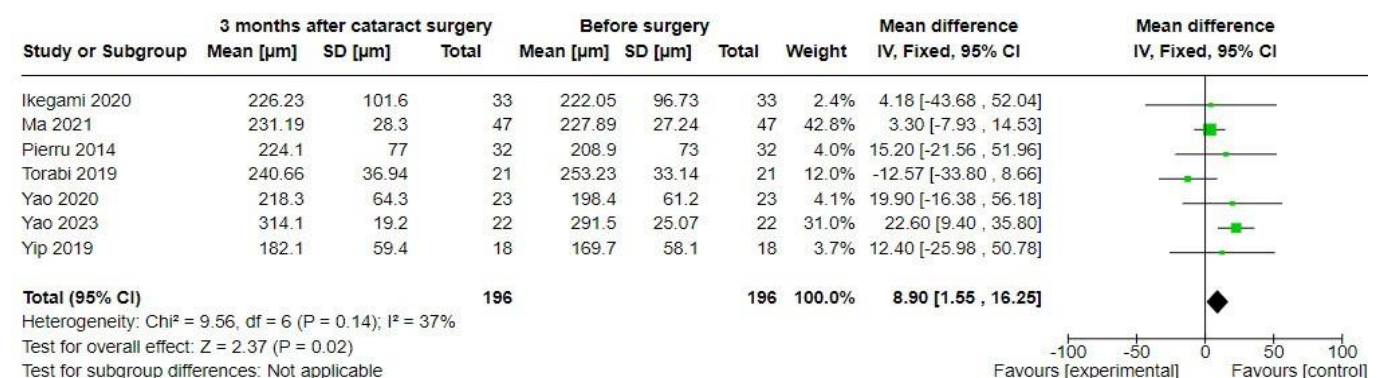 3 months after cataract surgery Before surgery Mean difference Mean difference
Study or Subgroup Mean [µm] SD [µm] Total Mean [µm] SD [µm] Total Weight IV, Fixed, 95% CI IV, Fixed, 95% CI
Ikegami 2020 226.23 101.6 33 222.05 96.73 33 2.4% 4.18 [-43.68 , 52.04]
Ma 2021 231.19 28.3 47 227.89 27.24 47 42.8% 3.30 [-7.93 , 14.53]
Pierru 2014 224.1 77 32 208.9 73 32 4.0% 15.20 [-21.56 , 51.96]
Torabi 2019 240.66 36.94 21 253.23 33.14 21 12.0% -12.57 [-33.80 , 8.66]
Yao 2020 218.3 64.3 23 198.4 61.2 23 4.1% 19.90 [-16.38 , 56.18]
Yao 2023 314.1 19.2 22 291.5 25.07 22 31.0% 22.60 [9.40 , 35.80]
Yip 2019 182.1 59.4 18 169.7 58.1 18 3.7% 12.40 [-25.98 , 50.78]
Total (95% CI) 196 196 100.0% 8.90 [1.55 , 16.25]
Heterogeneity: Chi² = 9.56, df = 6 (P = 0.14); I² = 37%
Test for overall effect: Z = 2.37 (P = 0.02)
-100 -50 0 50 100
Test for subgroup differences: Not applicable Favours [experimental] Favours [control]